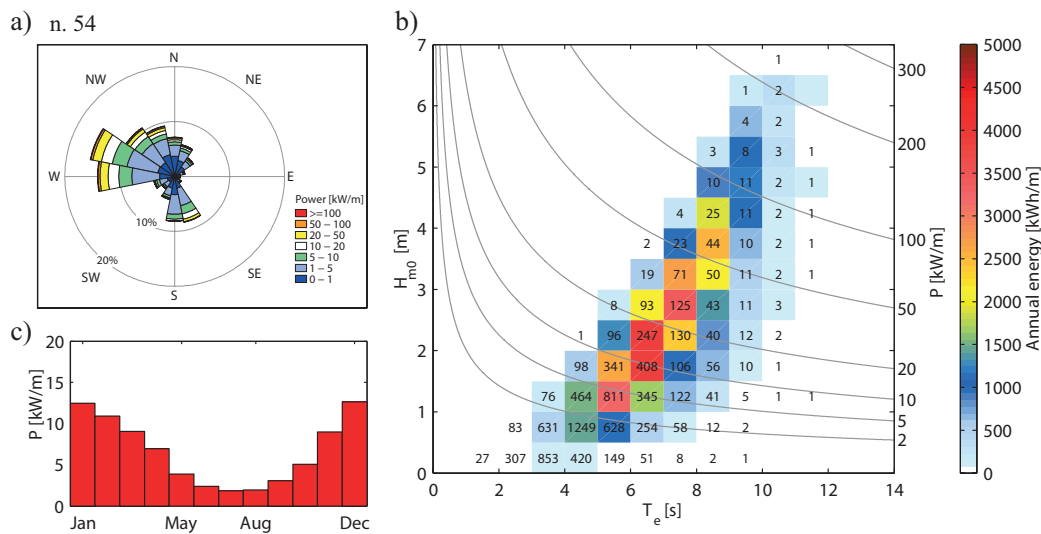 a) n. 54
N
NW NE
W E
10%
20%
SW SE
S
Power [kW/m]
>=100
50 – 100
20 – 50
10 – 20
5 – 10
1 – 5
0 – 1
b)
7
6
5
4
3
2
1
0
H_m0 [m]
1
1 2
4 2
3 8 3 1
10 11 2 1
4 25 11 2 1
2 23 44 10 2 1
19 71 50 11 2 1
8 93 125 43 11 3
1 96 247 130 40 12 2
98 341 408 106 56 10 1
76 464 811 345 122 41 5 1 1
83 631 1249 628 254 58 12 2
27 307 853 420 149 51 8 2 1
0 2 4 6 8 10 12 14
T_e [s]
300
200
100
50
20
10
5
2
P [kW/m]
5000
4500
4000
3500
3000
2500
2000
1500
1000
500
0
Annual energy [kWh/m]
c)
20
15
10
5
0
P [kW/m]
Jan May Aug Dec